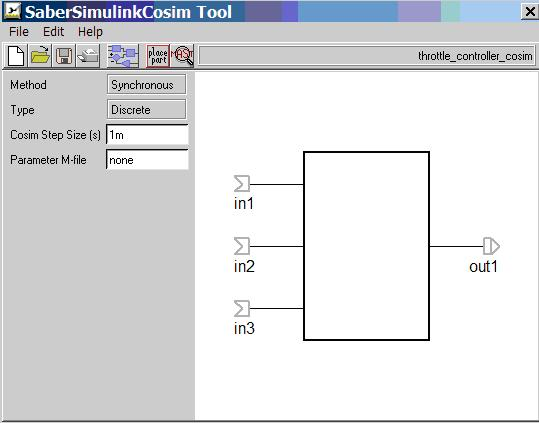 SaberSimulinkCosim Tool
File Edit Help
place part MAST throttle_controller_cosim
Method Synchronous
Type Discrete
Cosim Step Size (s) 1m
Parameter M-file none
in1
in2
out1
in3